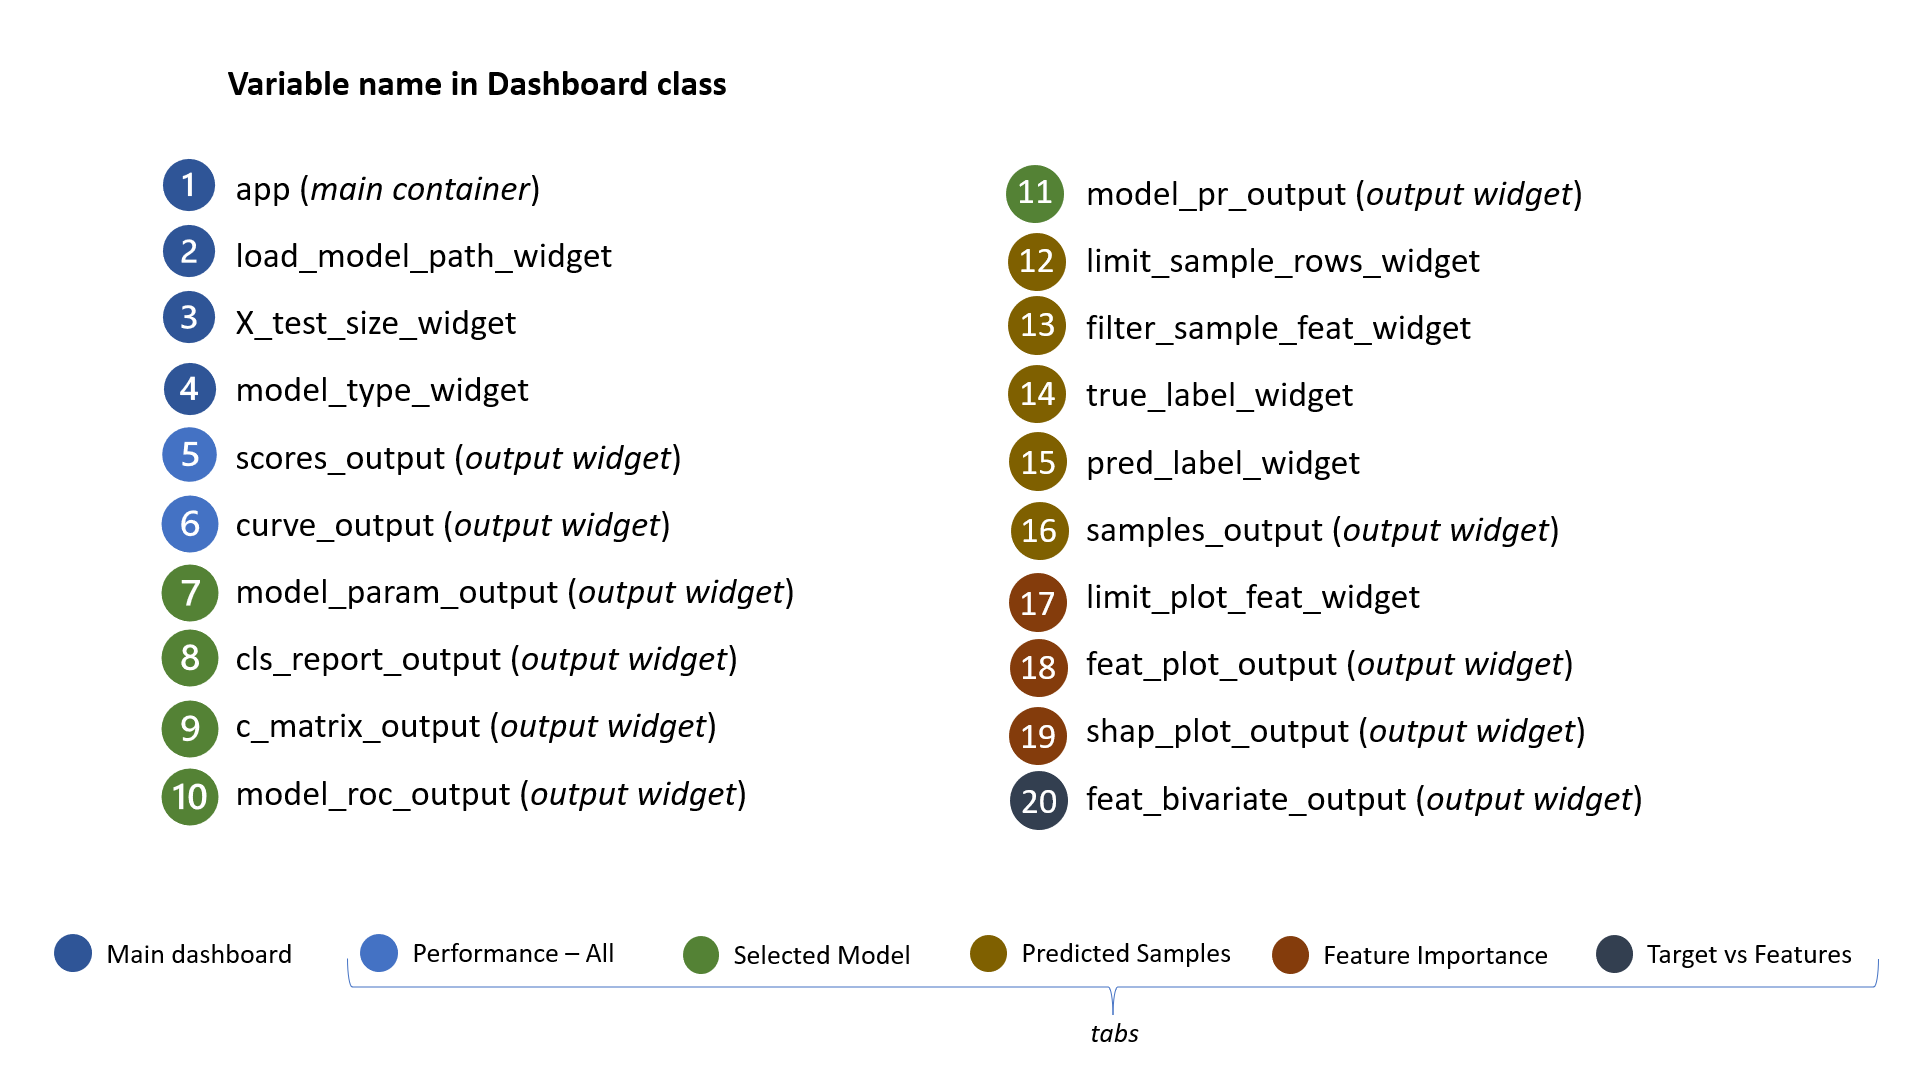 Variable name in Dashboard class
1 app (main container)
2 load_model_path_widget
3 X_test_size_widget
4 model_type_widget
5 scores_output (output widget)
6 curve_output (output widget)
7 model_param_output (output widget)
8 cls_report_output (output widget)
9 c_matrix_output (output widget)
10 model_roc_output (output widget)
11 model_pr_output (output widget)
12 limit_sample_rows_widget
13 filter_sample_feat_widget
14 true_label_widget
15 pred_label_widget
16 samples_output (output widget)
17 limit_plot_feat_widget
18 feat_plot_output (output widget)
19 shap_plot_output (output widget)
20 feat_bivariate_output (output widget)
Main dashboard
Performance – All
Selected Model
Predicted Samples
Feature Importance
Target vs Features
tabs